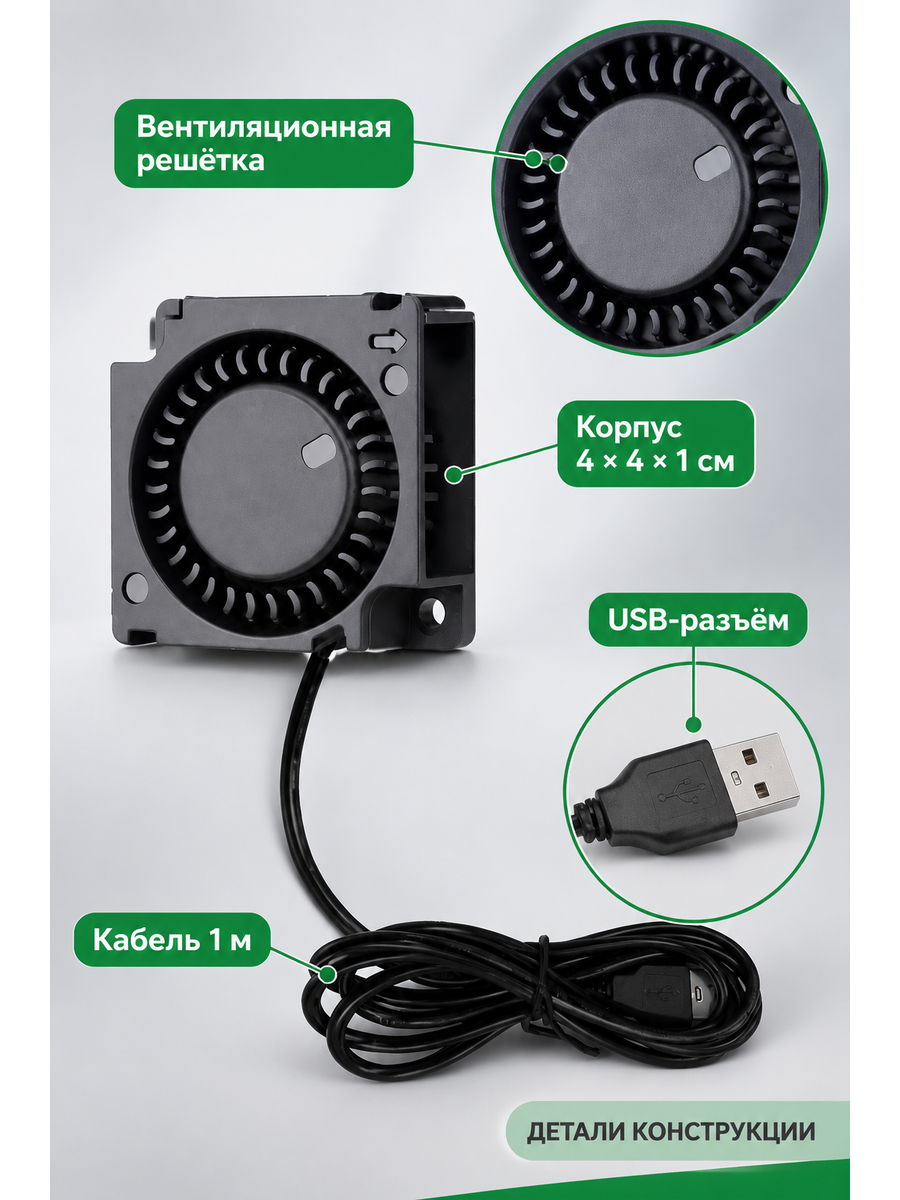 Вентиляционная
решётка
Корпус
4 × 4 × 1 см
USB-разъём
Кабель 1 м
ДЕТАЛИ КОНСТРУКЦИИ